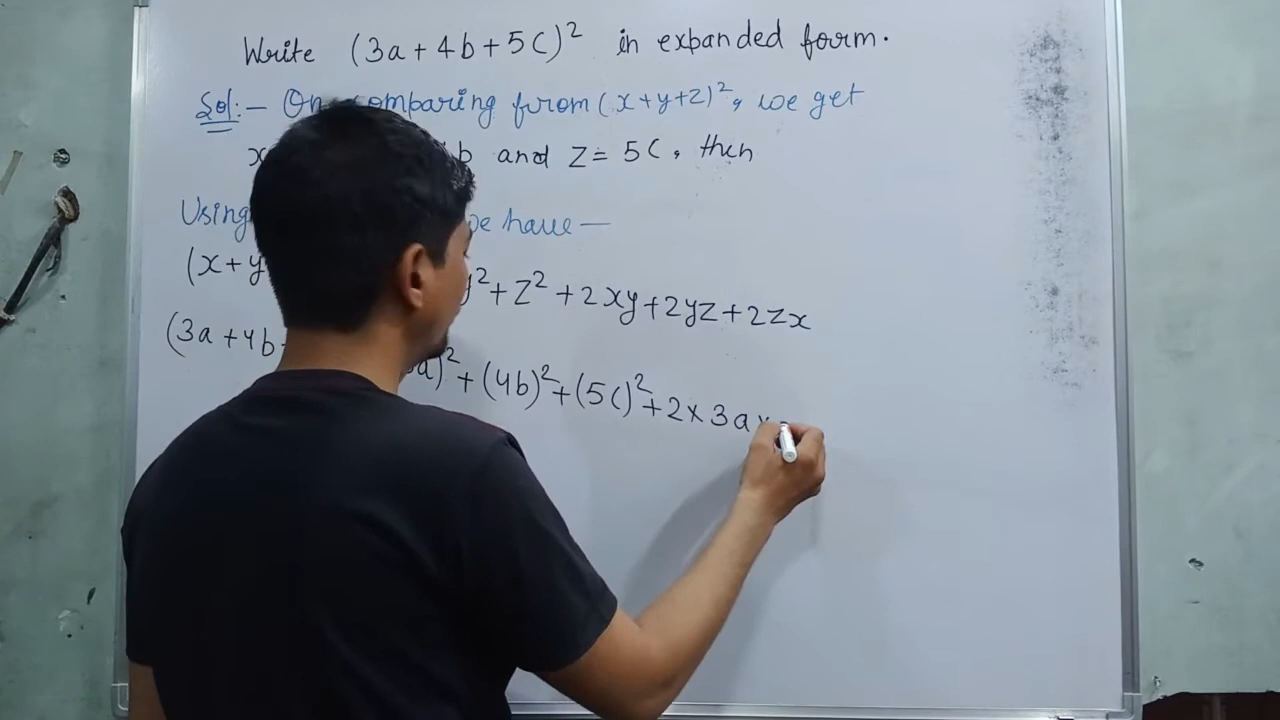 Write (3a+4b+5c)² in expanded form.
Sol:– On comparing from (x+y+z)², we get
x b and z = 5c, then
Using we have —
(x+y y²+z²+2xy+2yz+2zx
(3a+4b a)²+(4b)²+(5c)²+2×3a×